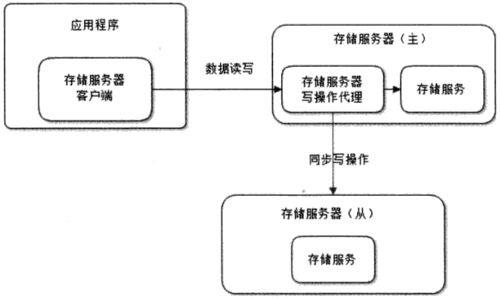 应用程序
存储服务器
客户端
数据读写
存储服务器（主）
存储服务器
写操作代理
存储服务
同步写操作
存储服务器（从）
存储服务